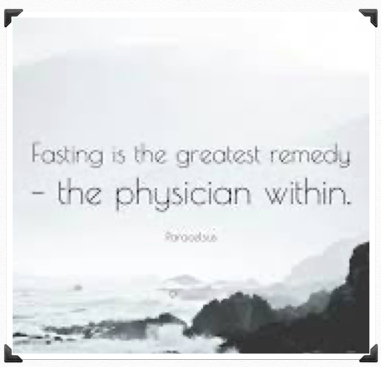 Fasting is the greatest remedy
– the physician within.
Paracelsus